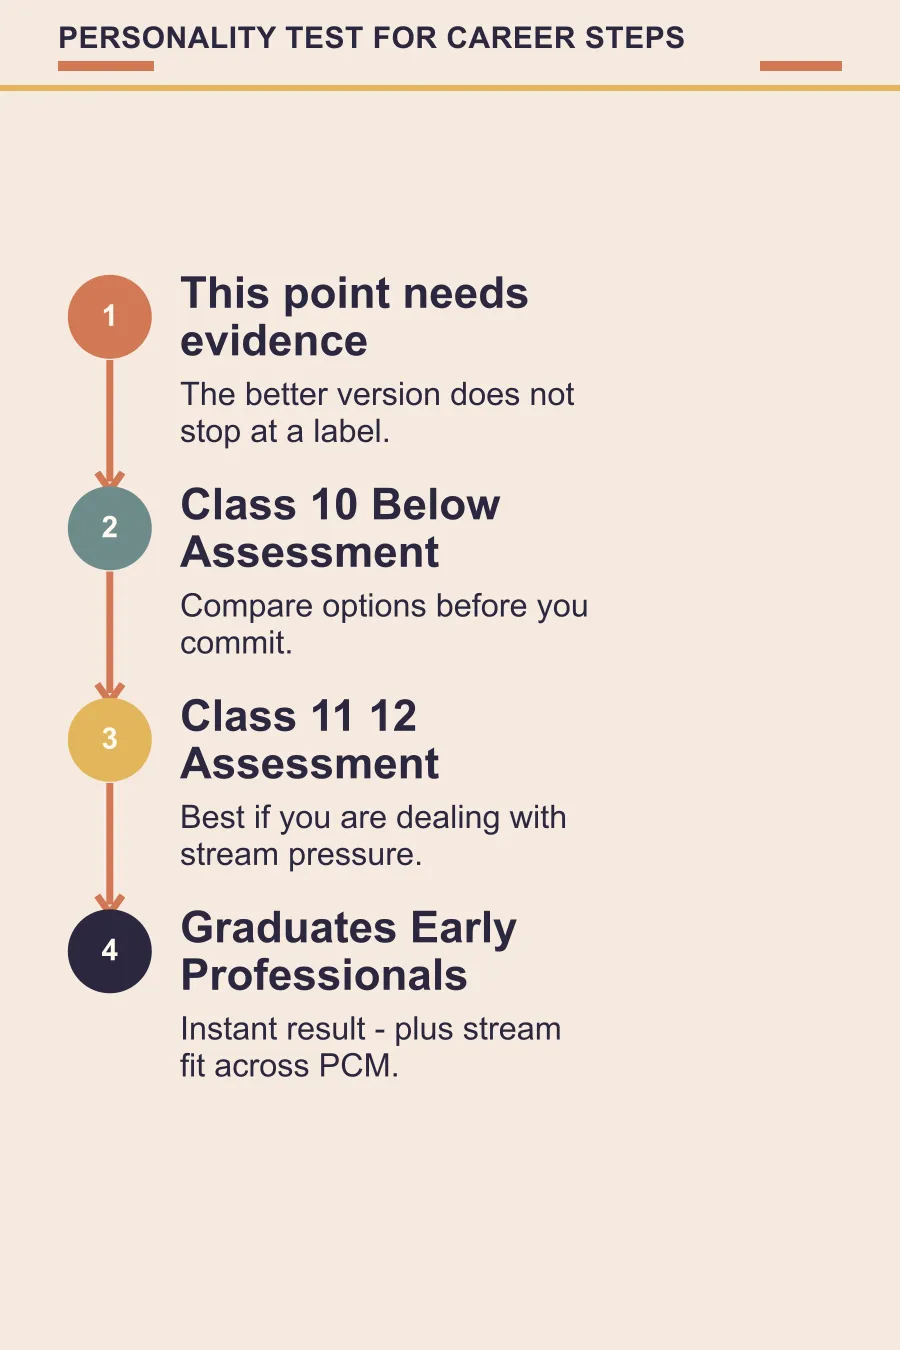 PERSONALITY TEST FOR CAREER STEPS
1
This point needs
evidence
The better version does not
stop at a label.
2
Class 10 Below
Assessment
Compare options before you
commit.
3
Class 11 12
Assessment
Best if you are dealing with
stream pressure.
4
Graduates Early
Professionals
Instant result - plus stream
fit across PCM.